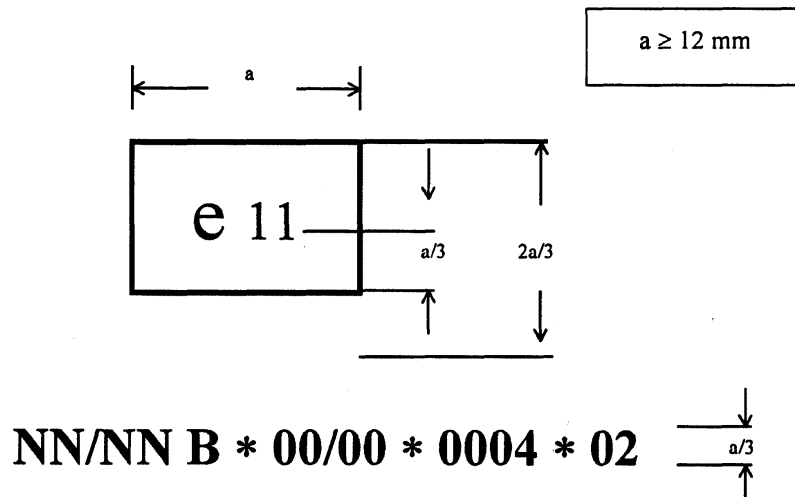 a ≥ 12 mm
a
e 11
a/3
2a/3
NN/NN B * 00/00 * 0004 * 02
a/3